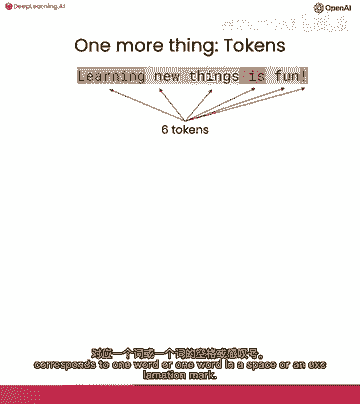 DeepLearning.AI
OpenAI
One more thing: Tokens
Learning new things is fun!
6 tokens
对应一个词或一个词的空格或感叹号。
corresponds to one word or one word in a space or an exc
lamation mark.